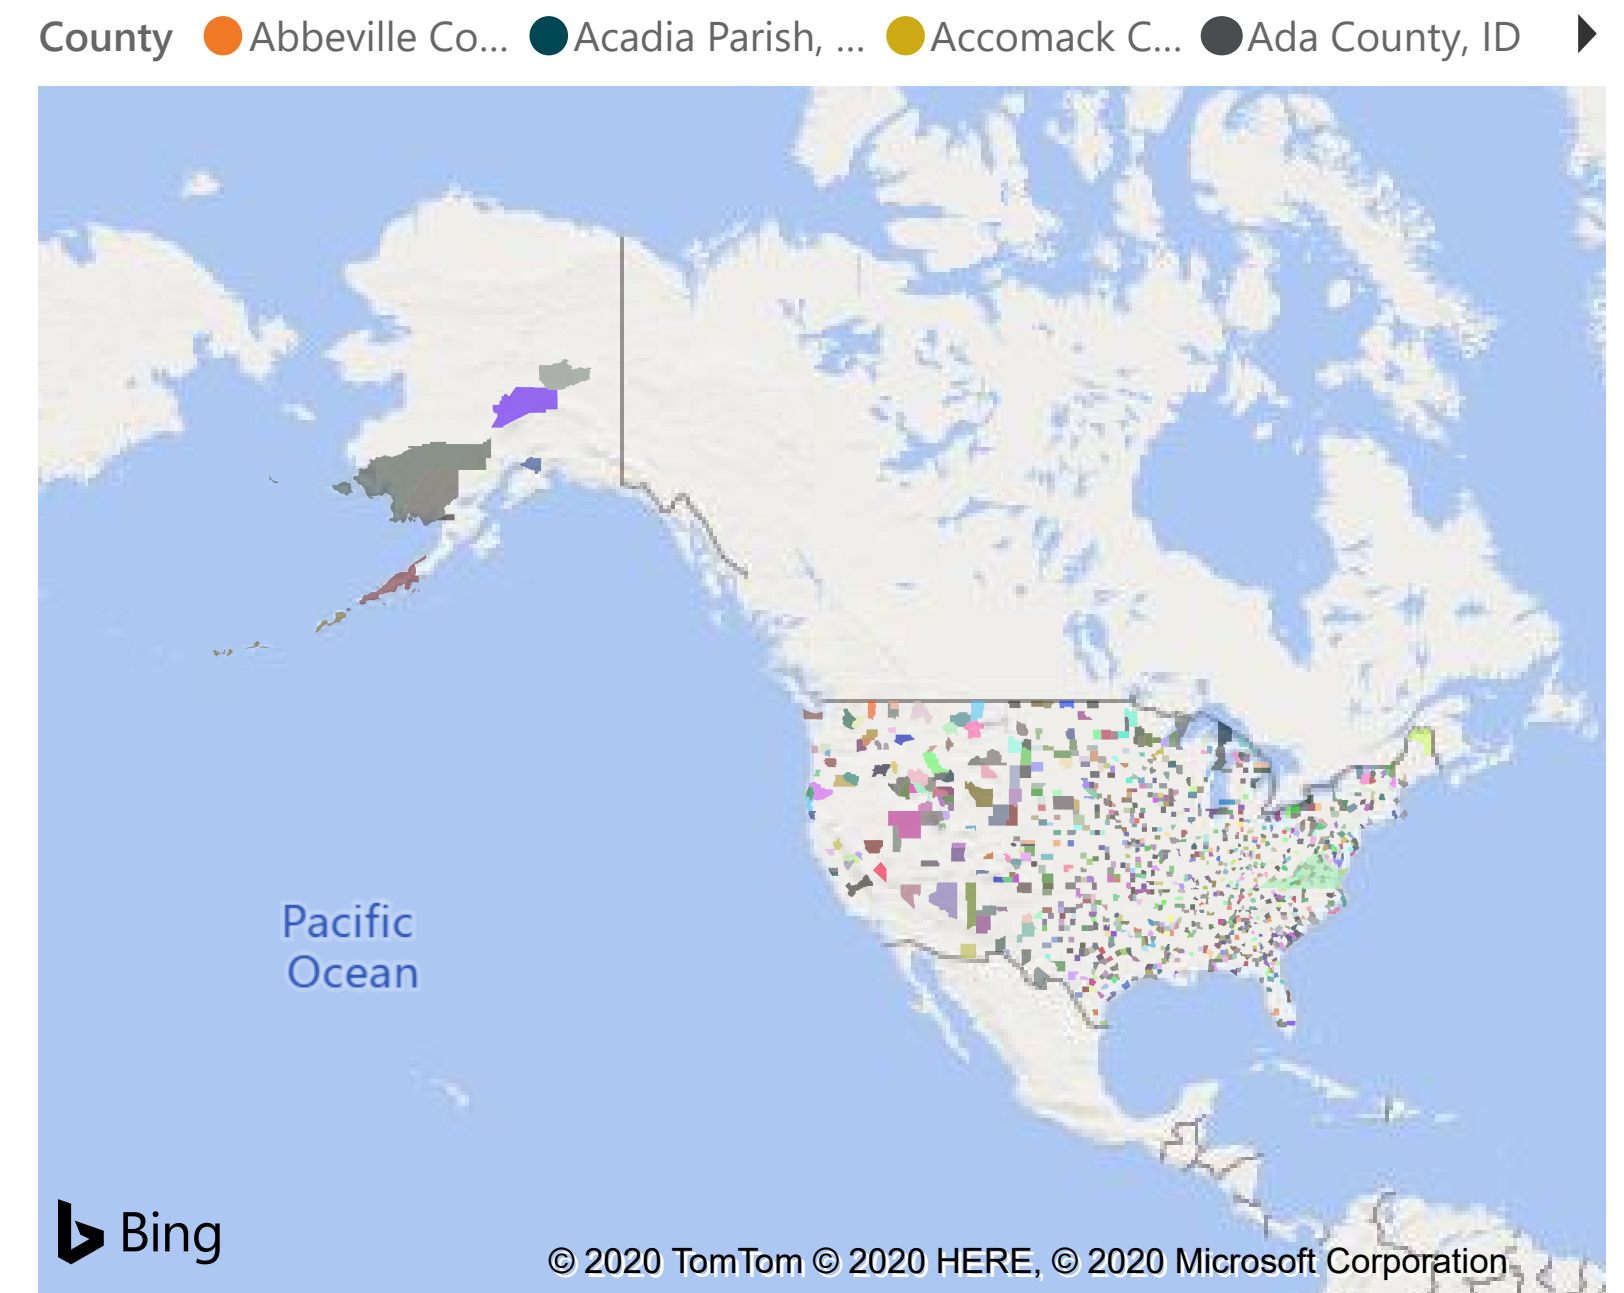 County Abbeville Co... Acadia Parish, ... Accomack C... Ada County, ID
Pacific
Ocean
Bing
© 2020 TomTom © 2020 HERE, © 2020 Microsoft Corporation